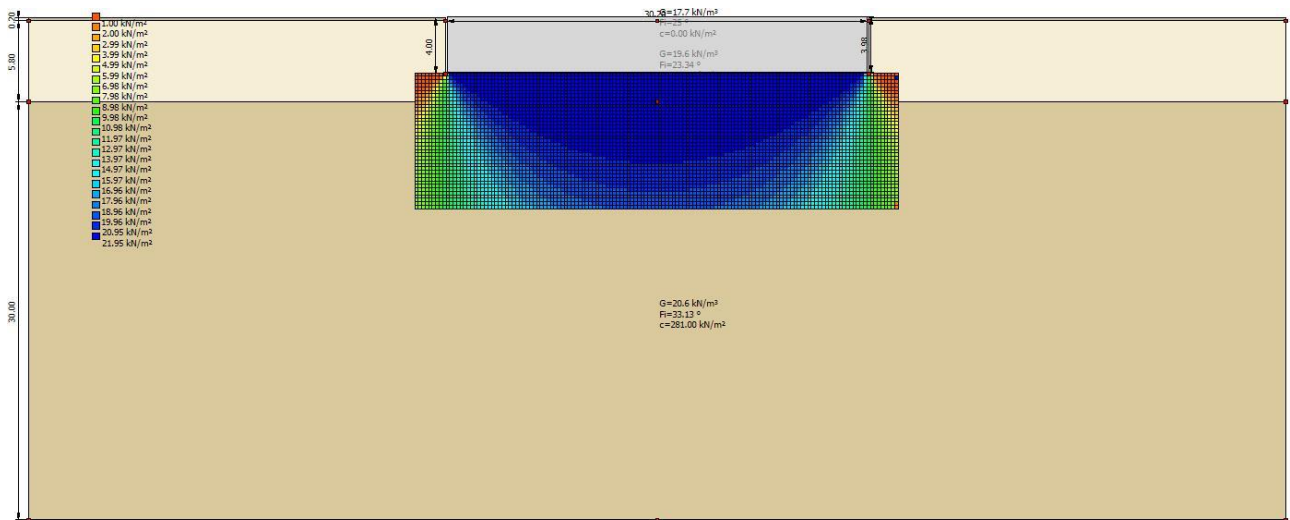 0.20
5.80
30.00
1.00 kN/m²
2.00 kN/m²
2.99 kN/m²
3.99 kN/m²
4.99 kN/m²
5.99 kN/m²
6.98 kN/m²
7.98 kN/m²
8.98 kN/m²
9.98 kN/m²
10.98 kN/m²
11.97 kN/m²
12.97 kN/m²
13.97 kN/m²
14.97 kN/m²
15.97 kN/m²
16.96 kN/m²
17.96 kN/m²
18.96 kN/m²
19.96 kN/m²
20.95 kN/m²
21.95 kN/m²
4.00
G=17.7 kN/m³
c=0.00 kN/m²
G=19.6 kN/m³
Fi=23.34 °
3.98
G=20.6 kN/m³
Fi=33.13 °
c=281.00 kN/m²